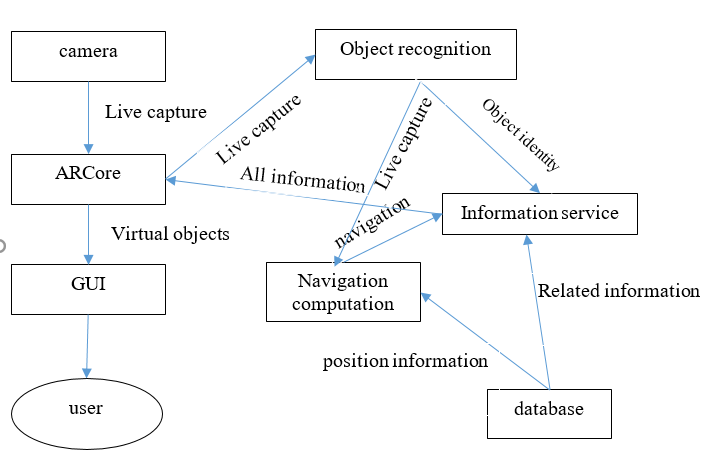 camera
Object recognition
Live capture
Live capture
Live capture
Object identity
ARCore
All information
Information service
Virtual objects
navigation
GUI
Navigation
computation
Related information
position information
user
database